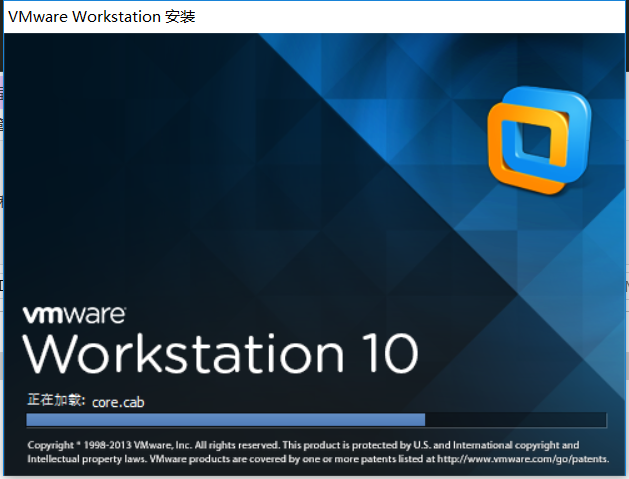 VMware Workstation 安装
vmware
Workstation 10
正在加载: core.cab
Copyright © 1998-2013 VMware, Inc. All rights reserved. This product is protected by U.S. and International copyright and
Intellectual property laws. VMware products are covered by one or more patents listed at http://www.vmware.com/go/patents.